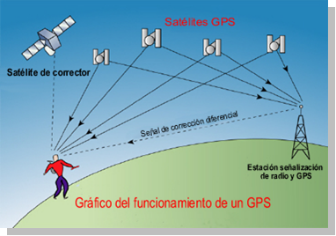 Satélites GPS
Satélite de corrector
Señal de corrección diferencial
Estación señalización
de radio y GPS
Gráfico del funcionamiento de un GPS